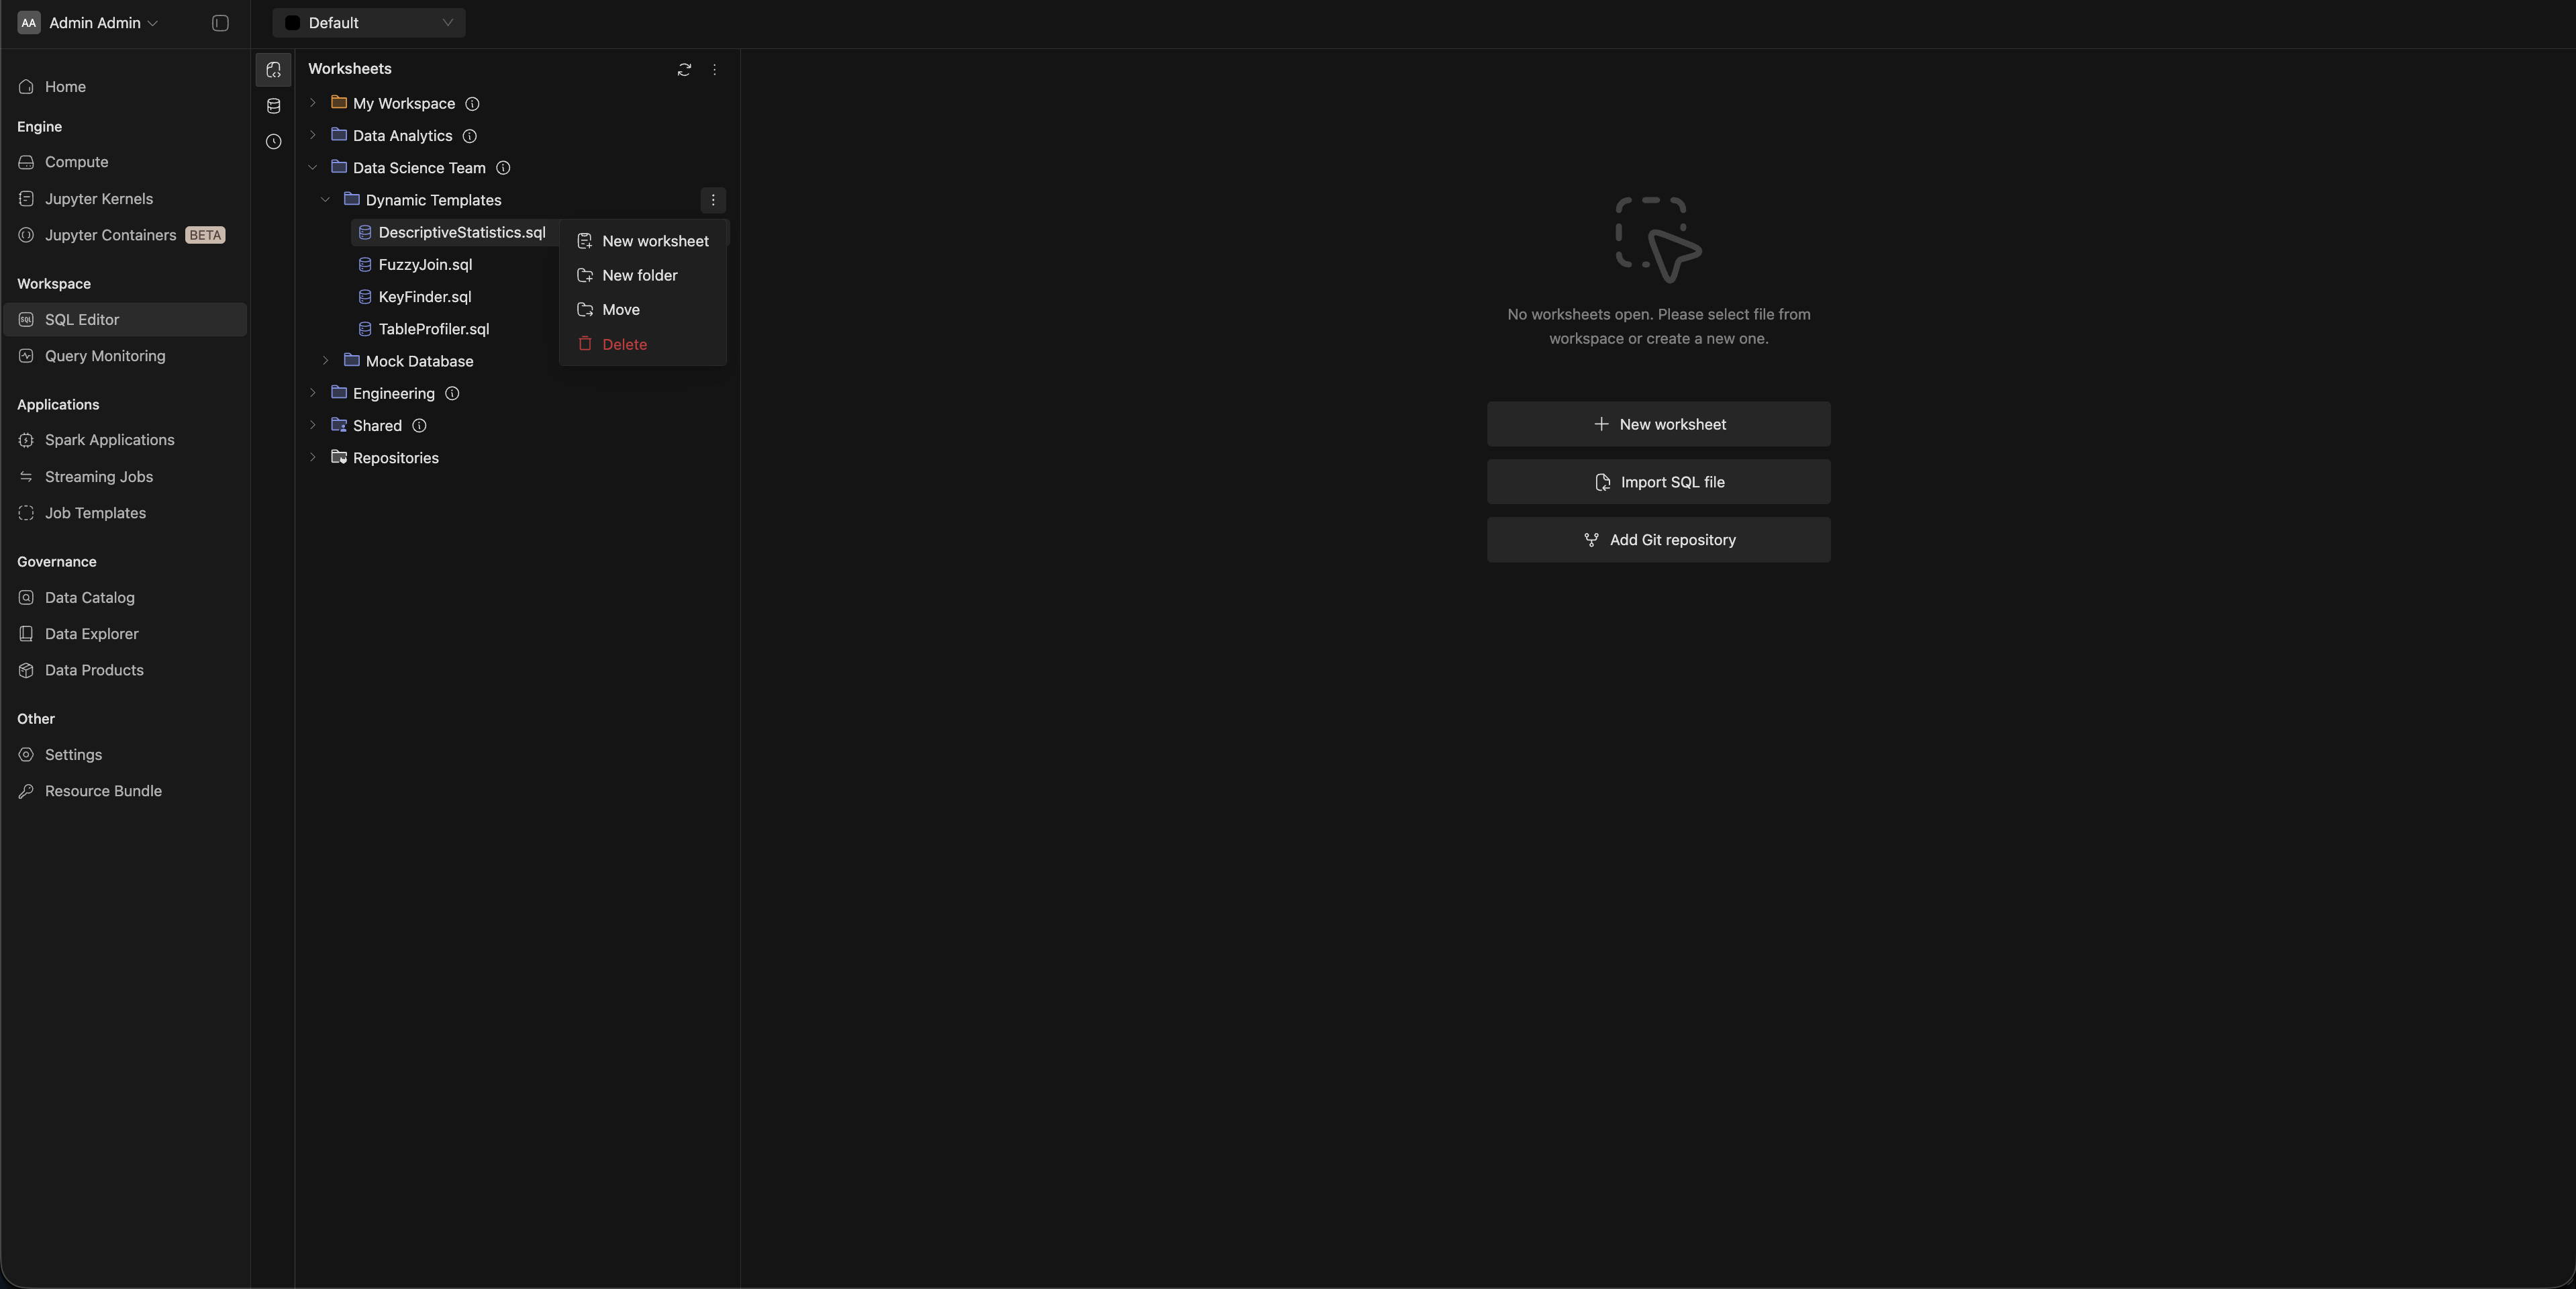 AA Admin Admin
Default
Home
Engine
Compute
Jupyter Kernels
Jupyter Containers BETA
Workspace
SQL SQL Editor
Query Monitoring
Applications
Spark Applications
Streaming Jobs
Job Templates
Governance
Data Catalog
Data Explorer
Data Products
Other
Settings
Resource Bundle
Worksheets
My Workspace
Data Analytics
Data Science Team
Dynamic Templates
DescriptiveStatistics.sql
FuzzyJoin.sql
KeyFinder.sql
TableProfiler.sql
Mock Database
Engineering
Shared
Repositories
New worksheet
New folder
Move
Delete
No worksheets open. Please select file from
workspace or create a new one.
New worksheet
Import SQL file
Add Git repository